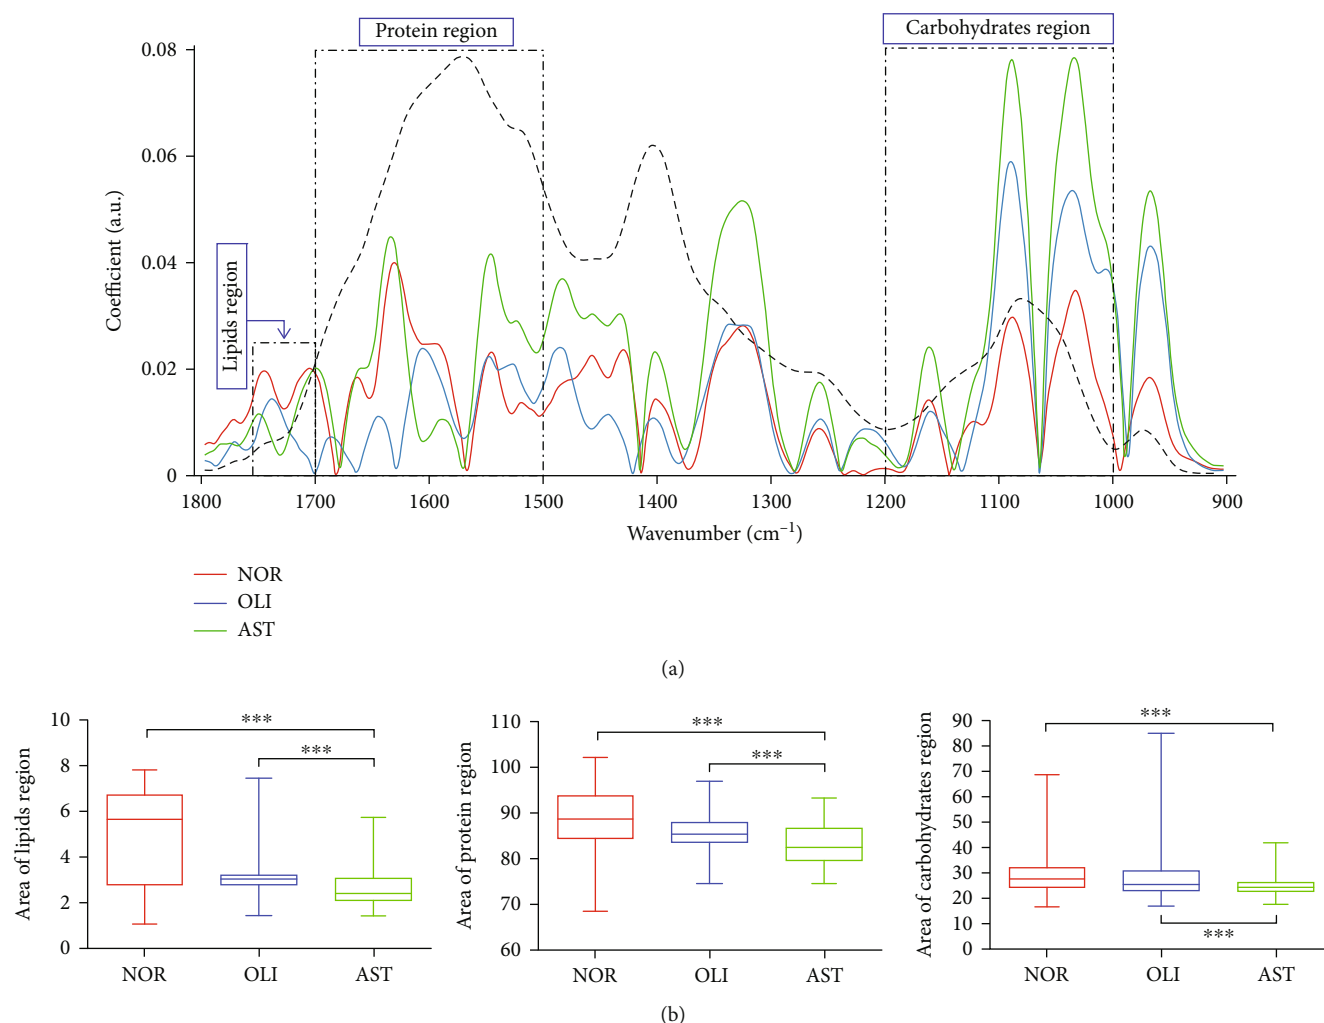 Protein region
Carbohydrates region
0.08
0.06
0.04
0.02
0
Coefficient (a.u.)
Lipids region
1800 1700 1600 1500 1400 1300 1200 1100 1000 900
Wavenumber (cm⁻¹)
NOR
OLI
AST
(a)
10
8
6
4
2
0
Area of lipids region
***
***
NOR OLI AST
110
100
90
80
70
60
Area of protein region
***
***
NOR OLI AST
90
80
70
60
50
40
30
20
10
0
Area of carbohydrates region
***
***
NOR OLI AST
(b)